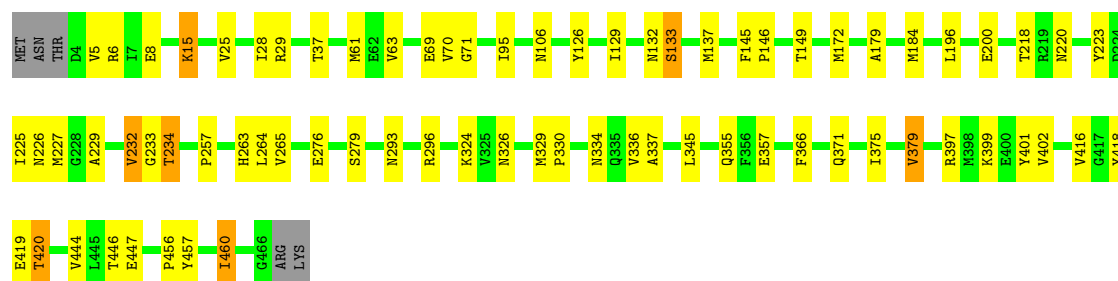 MET ASN THR D4 V5 R6 I7 E8 K15 V25 I28 R29 T37 M61 E62 V63 E69 V70 G71 I95 N106 Y126 I129 N132 S133 M137 F145 P146 T149 M172 A179 M184 L196 E200 T218 R219 N220 Y223
I225 N226 M227 G228 A229 V232 G233 T234 P257 H263 L264 V265 E276 S279 N293 R296 K324 V325 N326 M329 P330 N334 Q335 V336 A337 L345 Q355 F356 E357 F366 Q371 I375 V379 R397 M398 K399 E400 Y401 V402 V416 G417 Y418
E419 T420 V444 L445 T446 E447 P456 Y457 I460 G466 ARG LYS